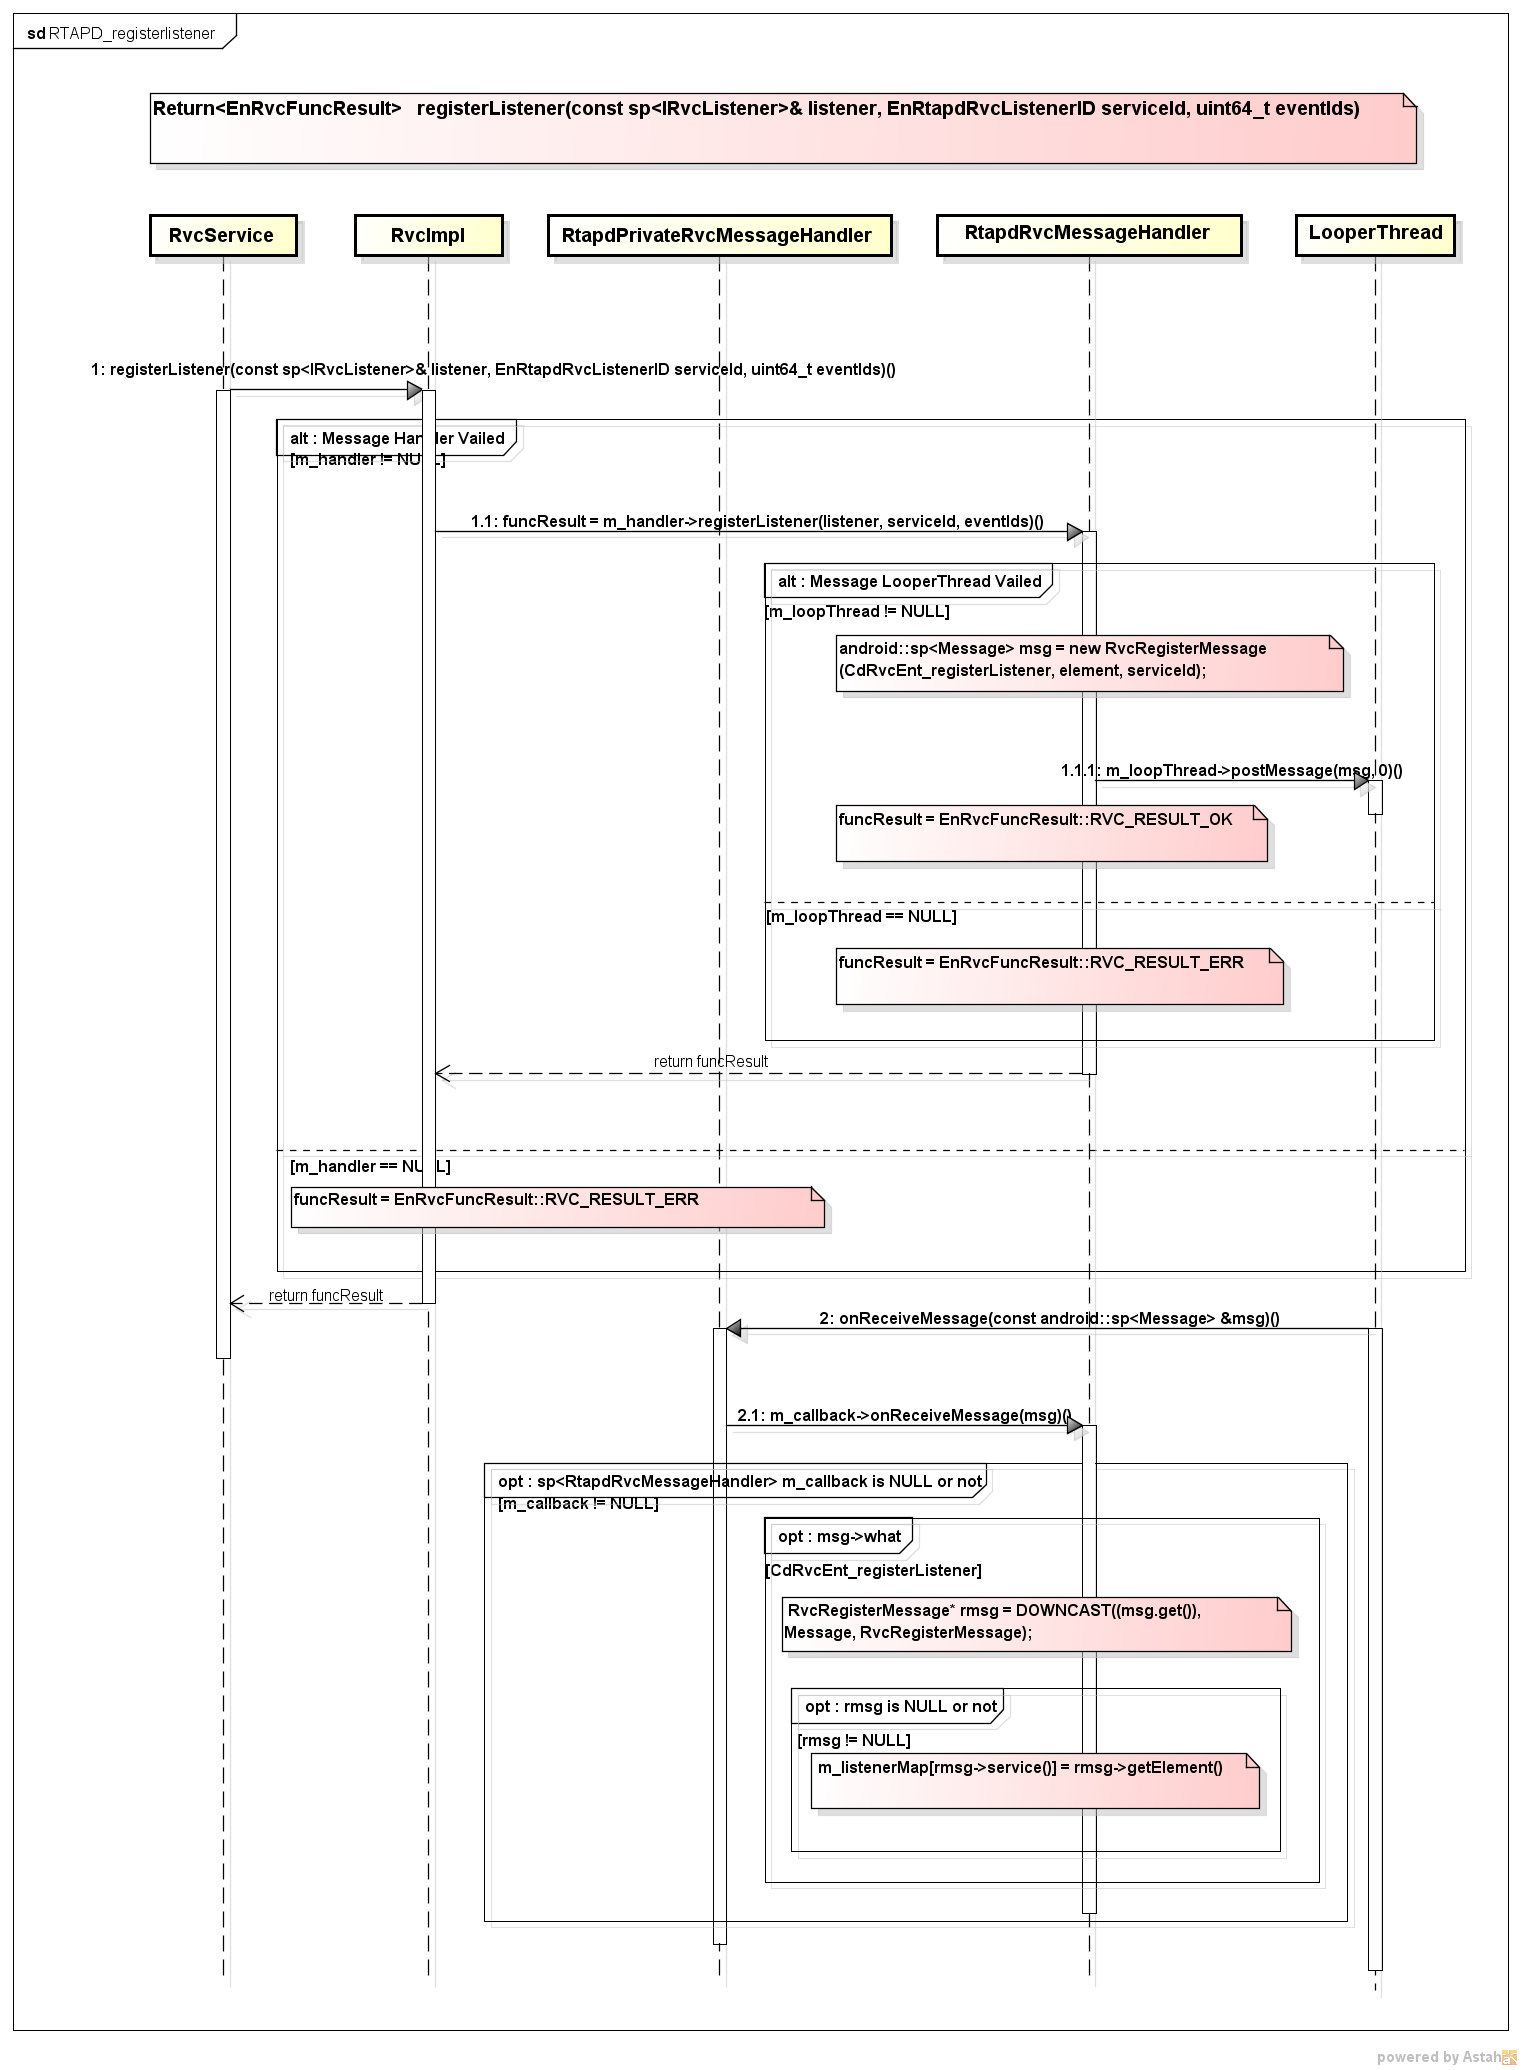 sd RTAPD_registerlistener
Return<EnRvcFuncResult>   registerListener(const sp<IRvcListener>& listener, EnRtapdRvcListenerID serviceId, uint64_t eventIds)
RvcService
RvcImpl
RtapdPrivateRvcMessageHandler
RtapdRvcMessageHandler
LooperThread
1: registerListener(const sp<IRvcListener>& listener, EnRtapdRvcListenerID serviceId, uint64_t eventIds)()
alt : Message Handler Vailed
[m_handler != NULL]
1.1: funcResult = m_handler->registerListener(listener, serviceId, eventIds)()
alt : Message LooperThread Vailed
[m_loopThread != NULL]
android::sp<Message> msg = new RvcRegisterMessage
(CdRvcEnt_registerListener, element, serviceId);
1.1.1: m_loopThread->postMessage(msg, 0)()
funcResult = EnRvcFuncResult::RVC_RESULT_OK
[m_loopThread == NULL]
funcResult = EnRvcFuncResult::RVC_RESULT_ERR
return funcResult
[m_handler == NULL]
funcResult = EnRvcFuncResult::RVC_RESULT_ERR
return funcResult
2: onReceiveMessage(const android::sp<Message> &msg)()
2.1: m_callback->onReceiveMessage(msg)()
opt : sp<RtapdRvcMessageHandler> m_callback is NULL or not
[m_callback != NULL]
opt : msg->what
[CdRvcEnt_registerListener]
RvcRegisterMessage* rmsg = DOWNCAST((msg.get()),
Message, RvcRegisterMessage);
opt : rmsg is NULL or not
[rmsg != NULL]
m_listenerMap[rmsg->service()] = rmsg->getElement()
powered by Astah